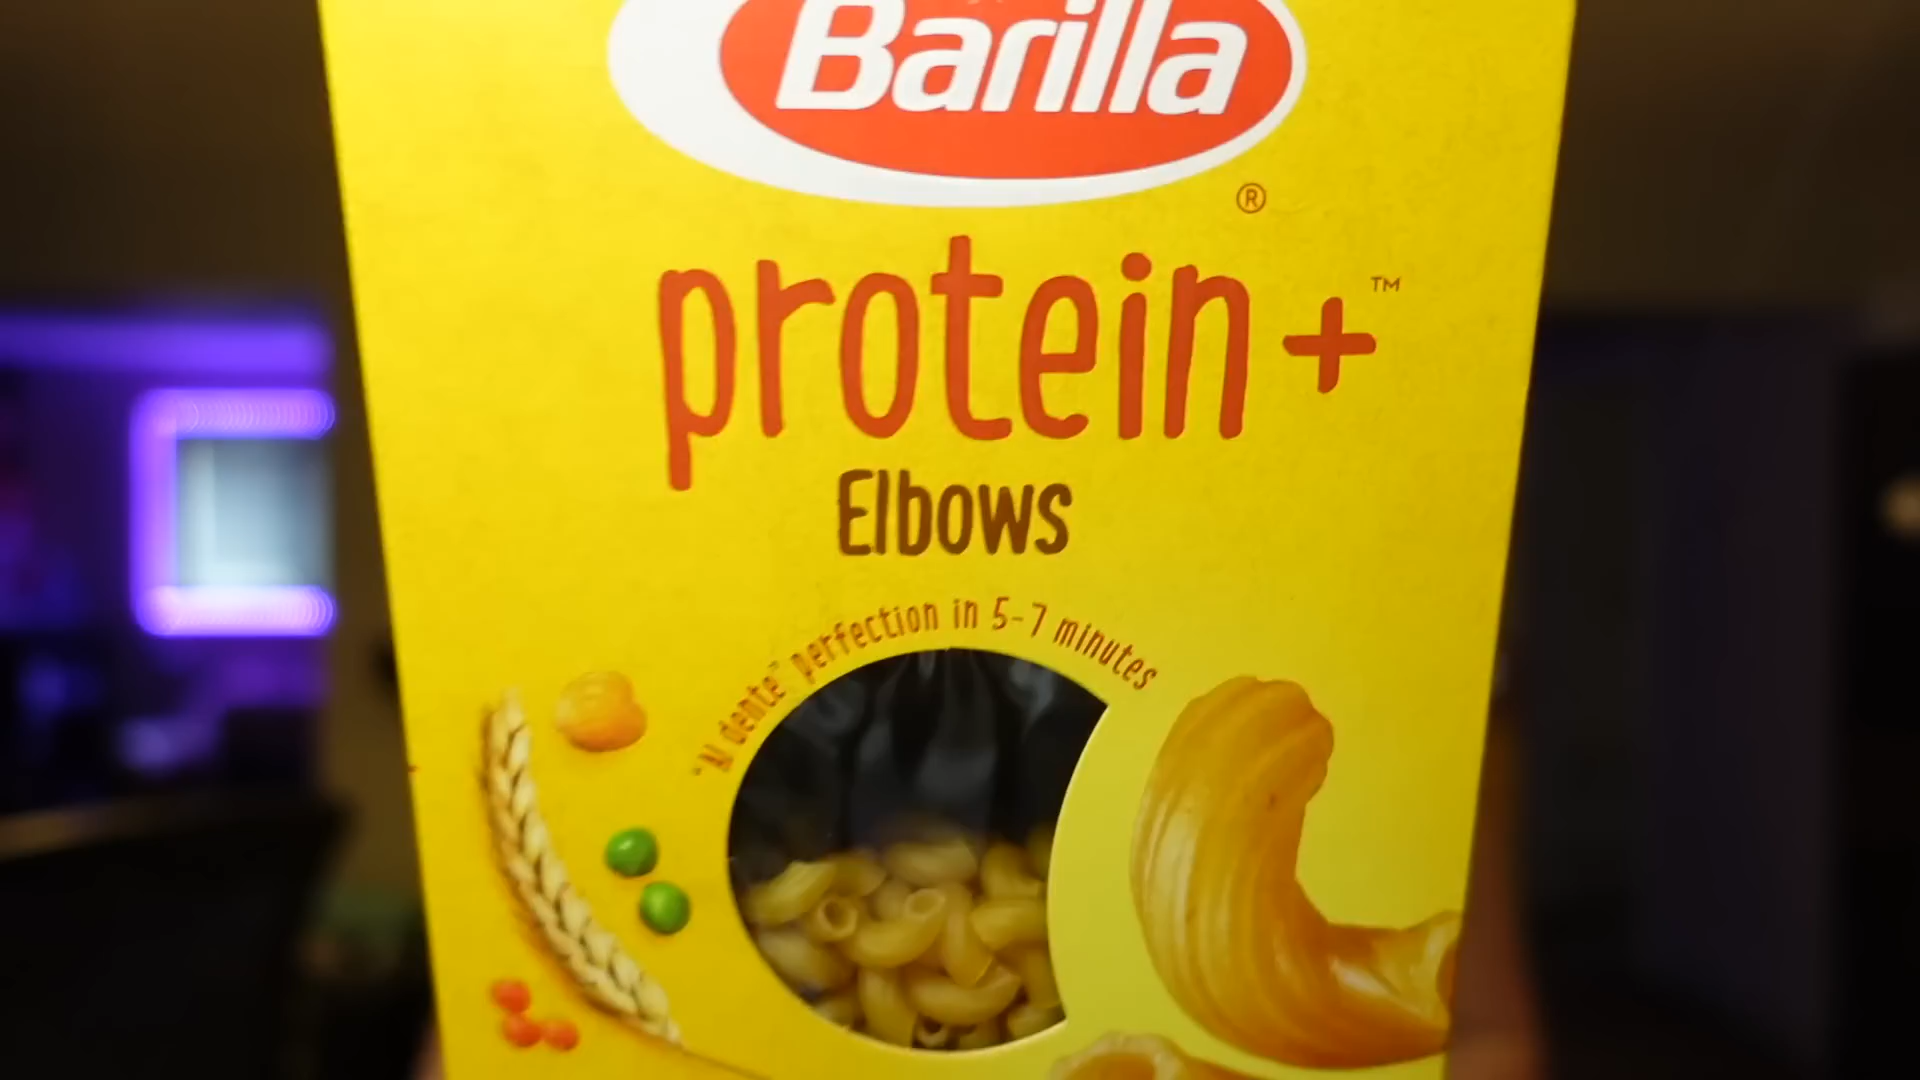 Barilla
®
protein+™
Elbows
"Al dente" perfection in 5-7 minutes